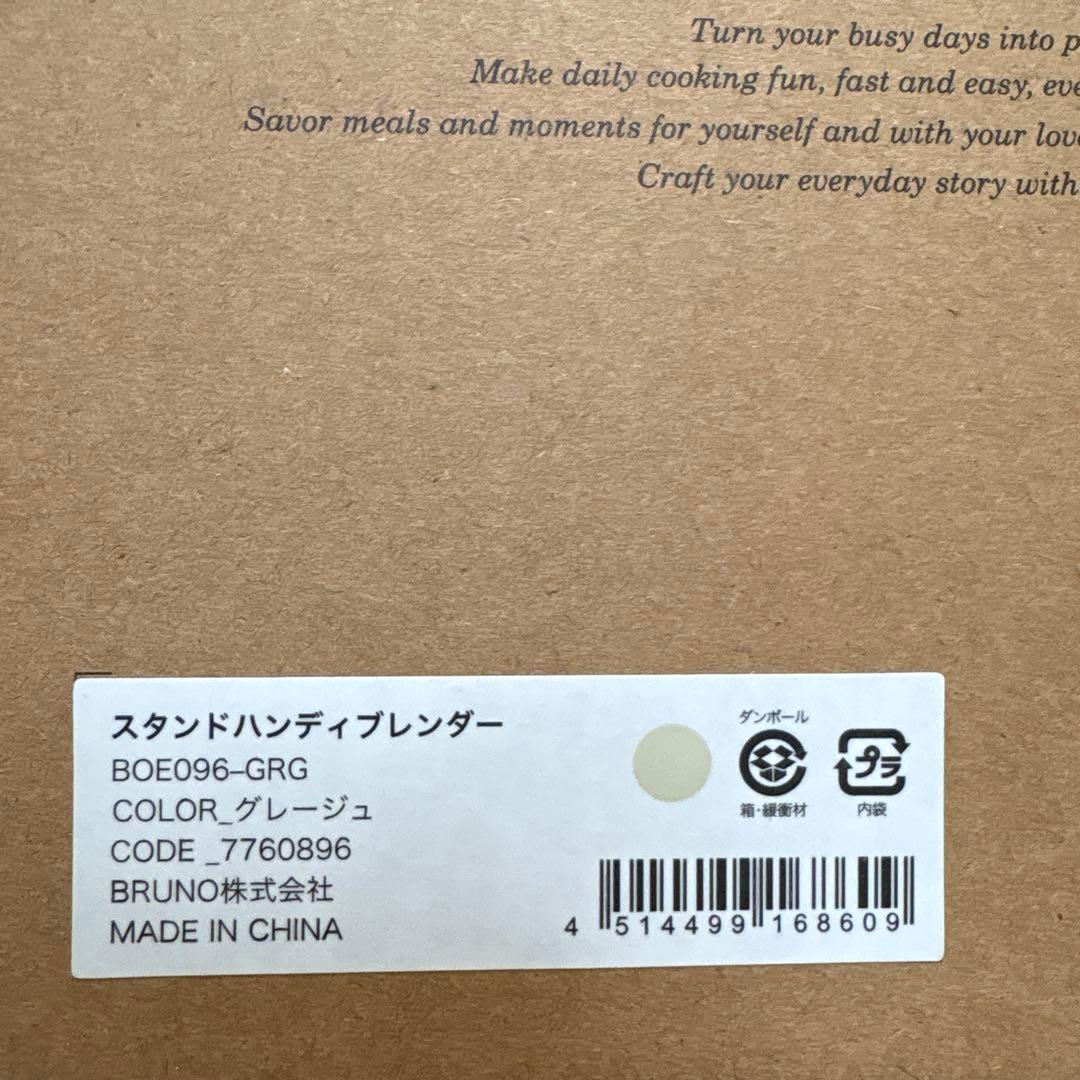 Turn your busy days into
Make daily cooking fun, fast and easy,
Savor meals and moments for yourself and with your
Craft your everyday story with
スタンドハンディブレンダー
BOE096–GRG
COLOR_グレージュ
CODE _7760896
BRUNO株式会社
MADE IN CHINA
ダンボール
箱・緩衝材
プラ
内袋
4 514499 168609